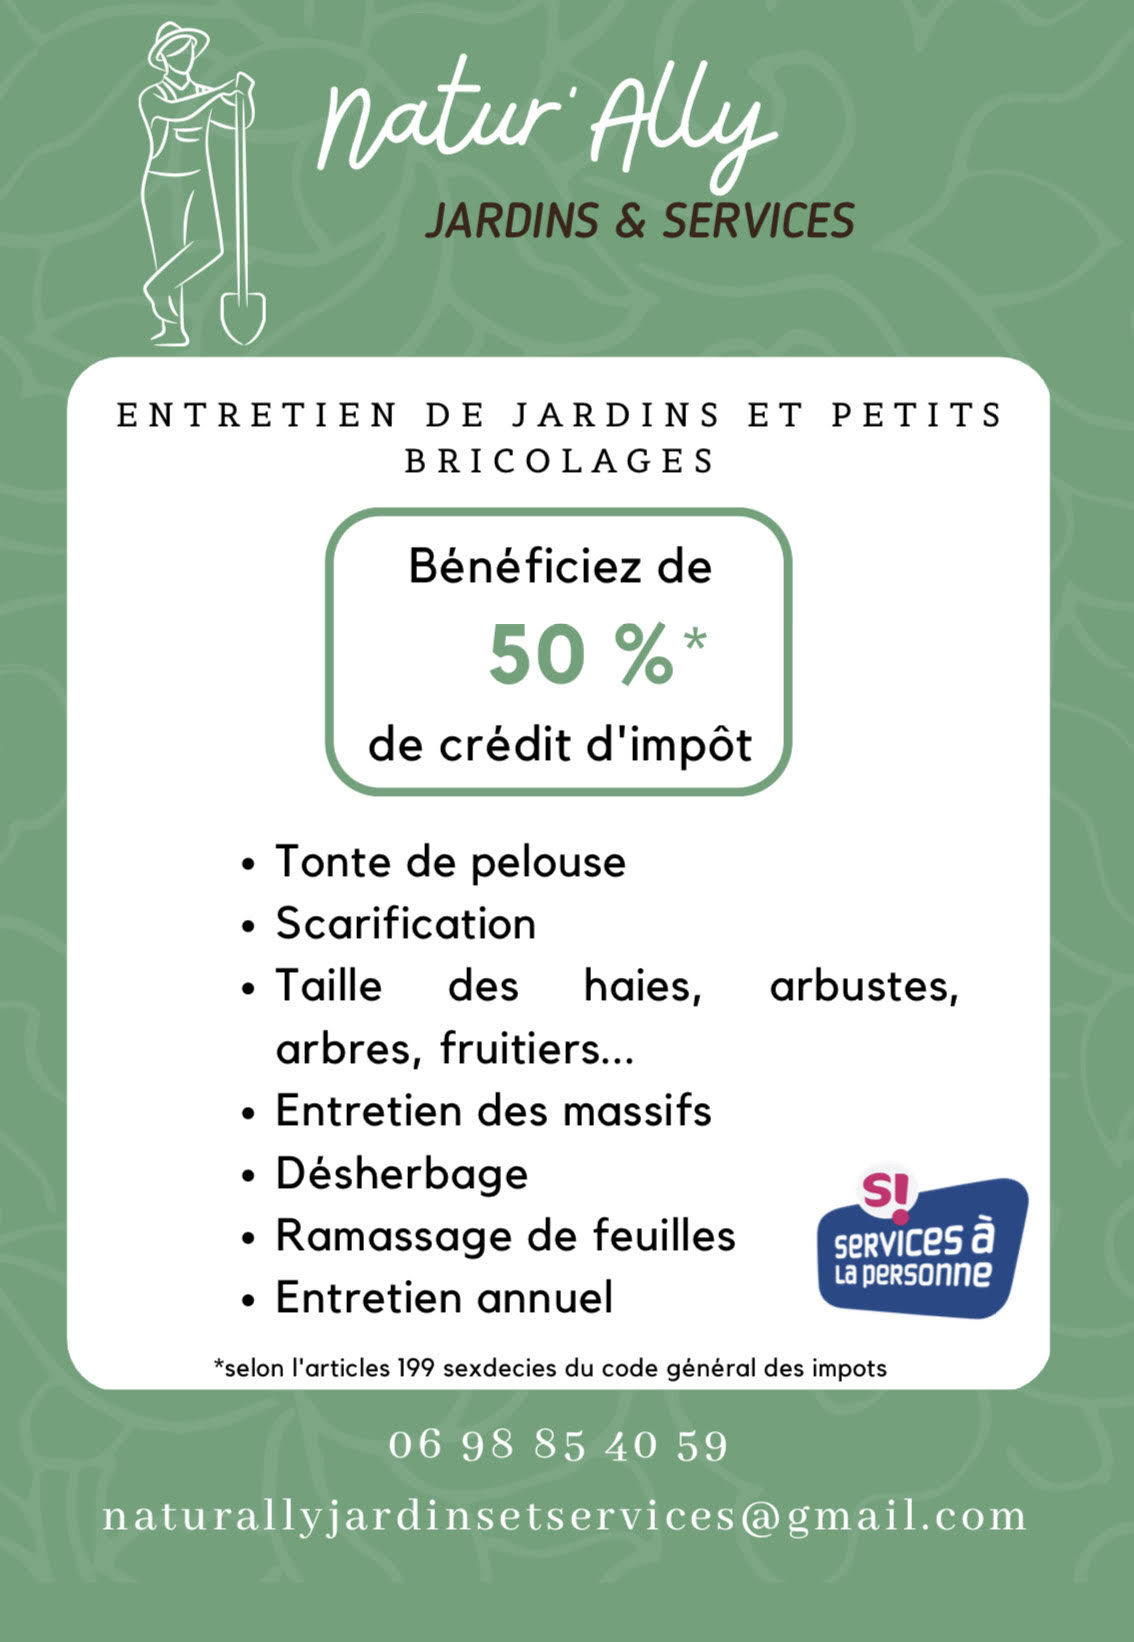 Natur'Ally
JARDINS & SERVICES
ENTRETIEN DE JARDINS ET PETITS
BRICOLAGES
Bénéficiez de
50 %*
de crédit d'impôt
• Tonte de pelouse
• Scarification
• Taille des haies, arbustes,
arbres, fruitiers...
• Entretien des massifs
• Désherbage
• Ramassage de feuilles
• Entretien annuel
S!
services à
la personne
*selon l'articles 199 sexdecies du code général des impots
06 98 85 40 59
naturallyjardinsetservices@gmail.com